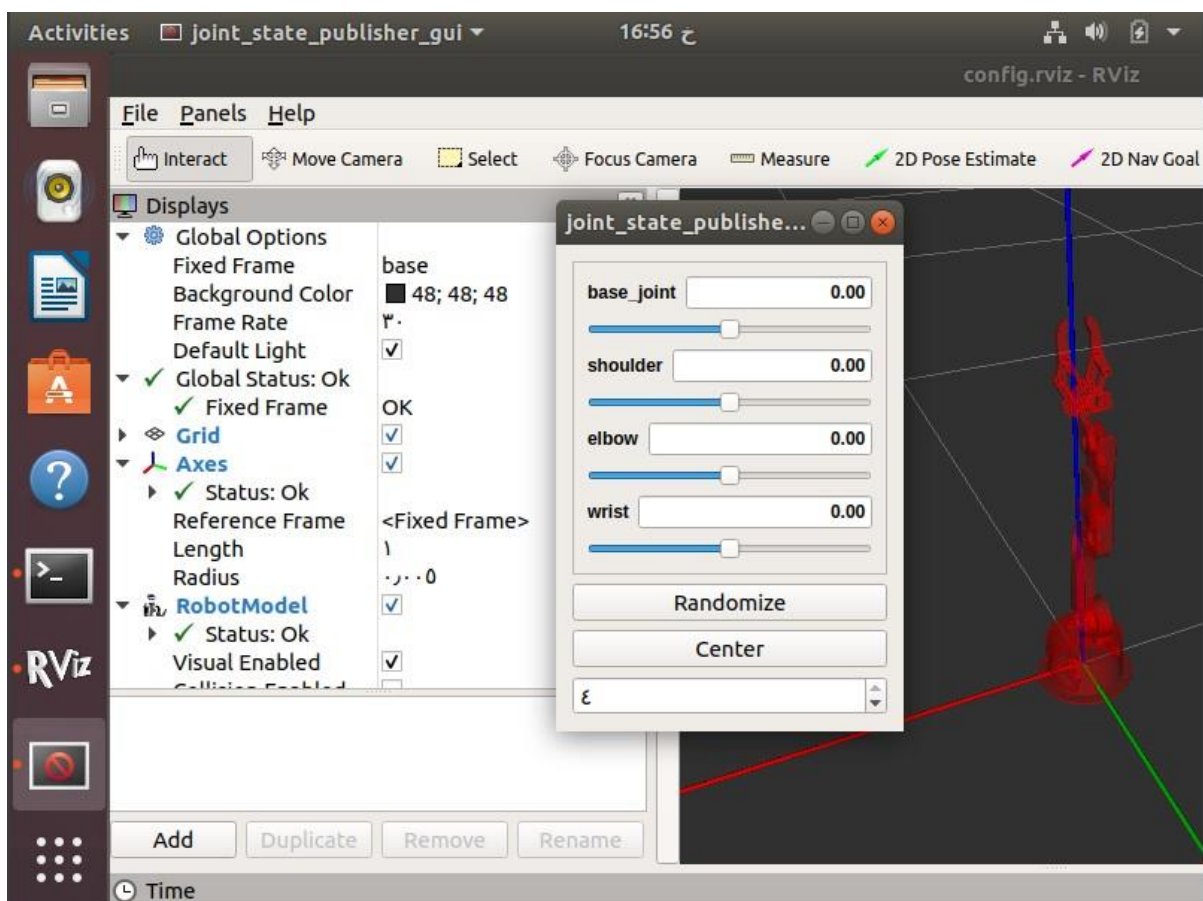 Activities joint_state_publisher_gui 16:56 خ
config.rviz - RViz
File Panels Help
Interact Move Camera Select Focus Camera Measure 2D Pose Estimate 2D Nav Goal
Displays
Global Options
Fixed Frame base
Background Color 48; 48; 48
Frame Rate ٣٠
Default Light
Global Status: Ok
Fixed Frame OK
Grid
Axes
Status: Ok
Reference Frame <Fixed Frame>
Length ١
Radius ٠٫٠٠٥
RobotModel
Status: Ok
Visual Enabled
Collision Enabled
Add Duplicate Remove Rename
Time
joint_state_publishe...
base_joint 0.00
shoulder 0.00
elbow 0.00
wrist 0.00
Randomize
Center
٤
RViz